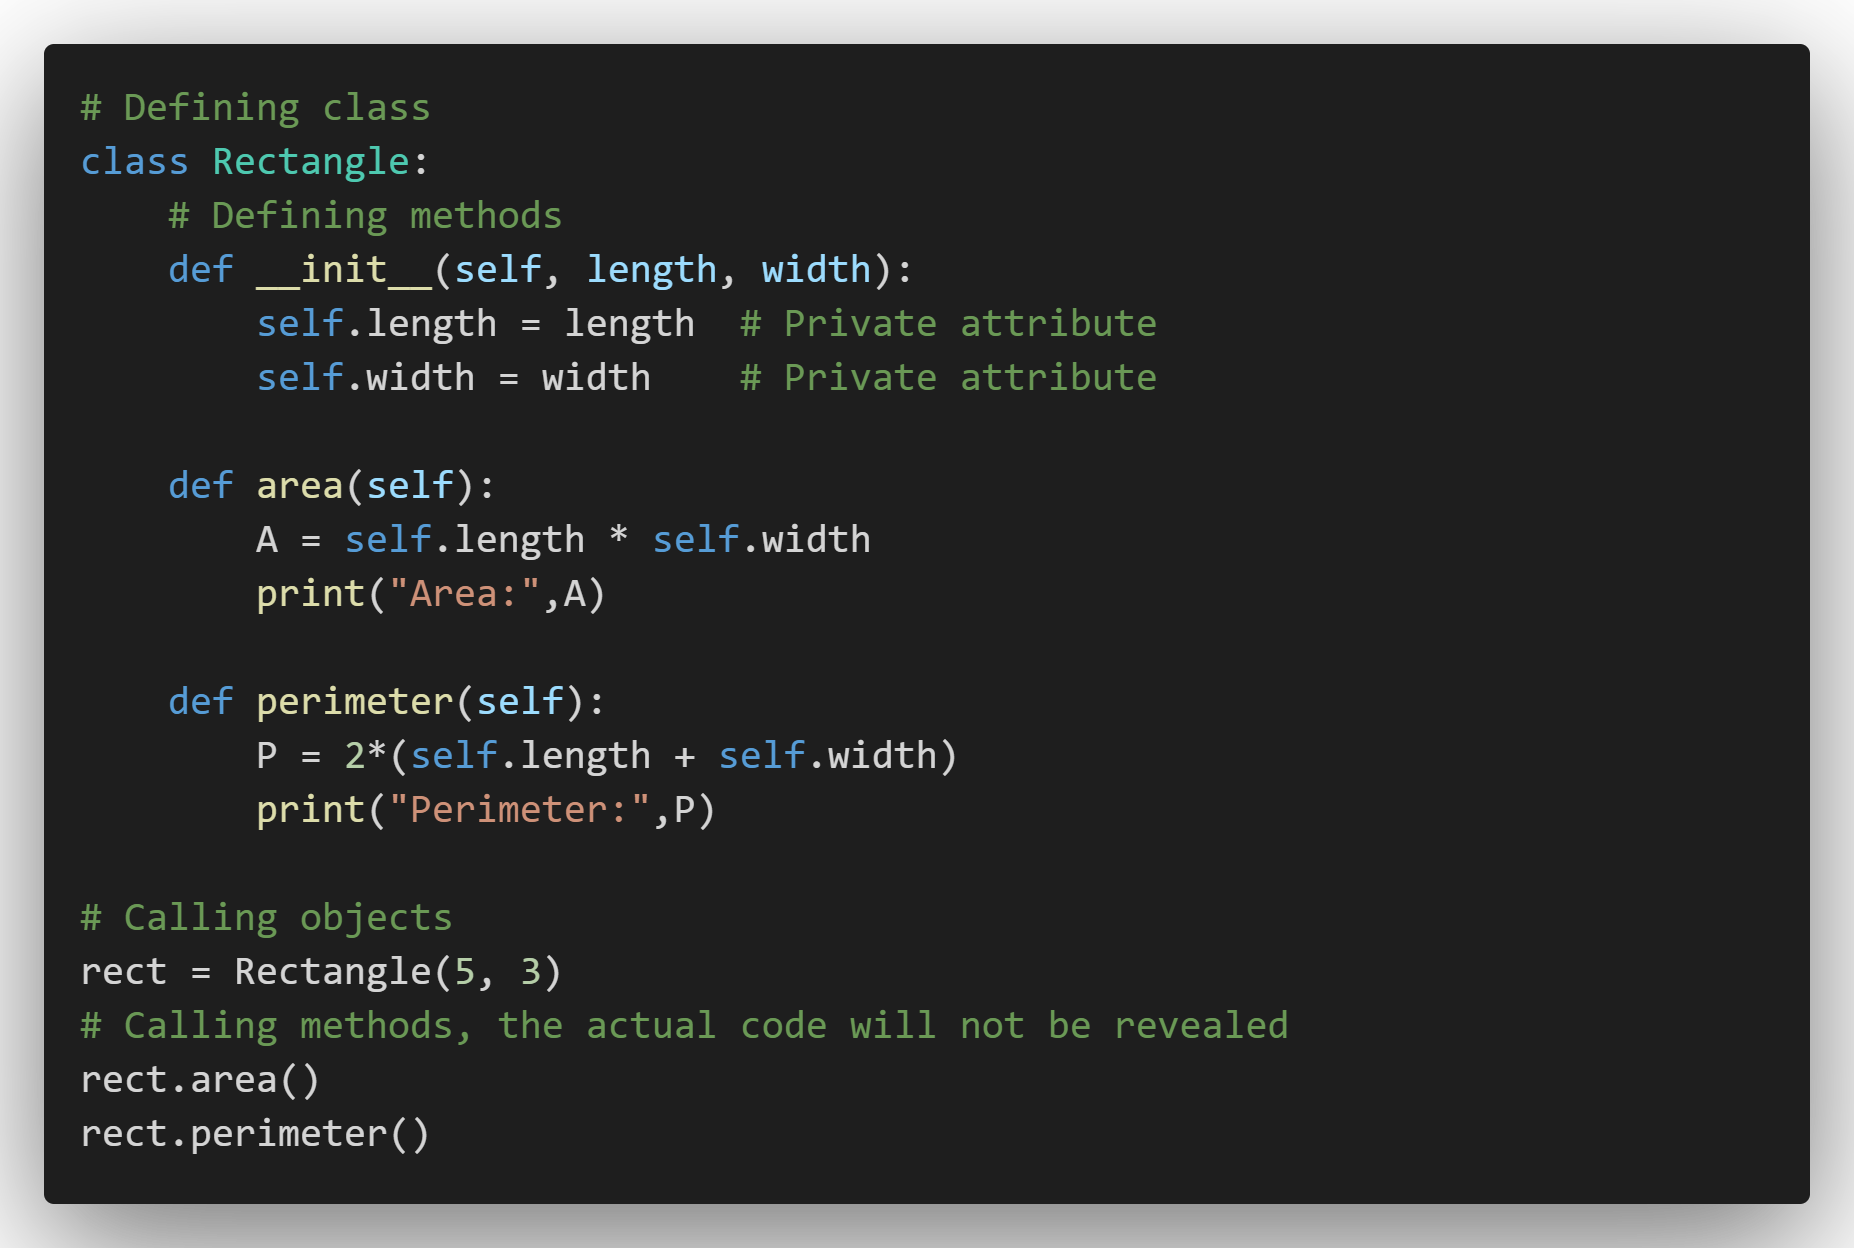 # Defining class
class Rectangle:
    # Defining methods
    def __init__(self, length, width):
        self.length = length  # Private attribute
        self.width = width    # Private attribute

    def area(self):
        A = self.length * self.width
        print("Area:",A)

    def perimeter(self):
        P = 2*(self.length + self.width)
        print("Perimeter:",P)

# Calling objects
rect = Rectangle(5, 3)
# Calling methods, the actual code will not be revealed
rect.area()
rect.perimeter()